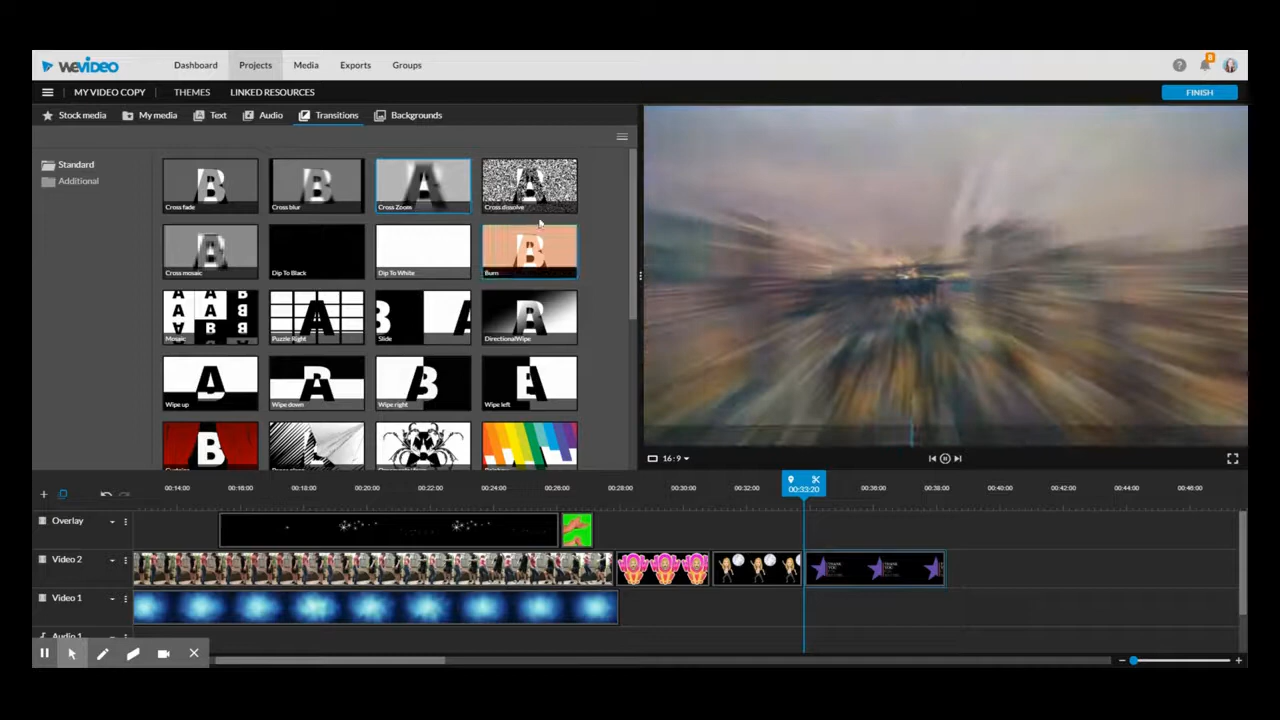 WEVIDEO
Dashboard Projects Media Exports Groups
8
MY VIDEO COPY THEMES LINKED RESOURCES FINISH
Stock media My media Text Audio Transitions Backgrounds
Standard
Additional
Cross fade Cross blur Cross Zoom Cross dissolve
Cross mosaic Dip To Black Dip To White Burn
Mosaic Puzzle Right Slide DirectionalWipe
Wipe up Wipe down Wipe right Wipe left
16:9
00:14:00 00:16:00 00:18:00 00:20:00 00:22:00 00:24:00 00:26:00 00:28:00 00:30:00 00:32:00 00:33:20 00:36:00 00:38:00 00:40:00 00:42:00 00:44:00 00:46:00
Overlay
Video 2
THANK YOU
Video 1
Audio 1